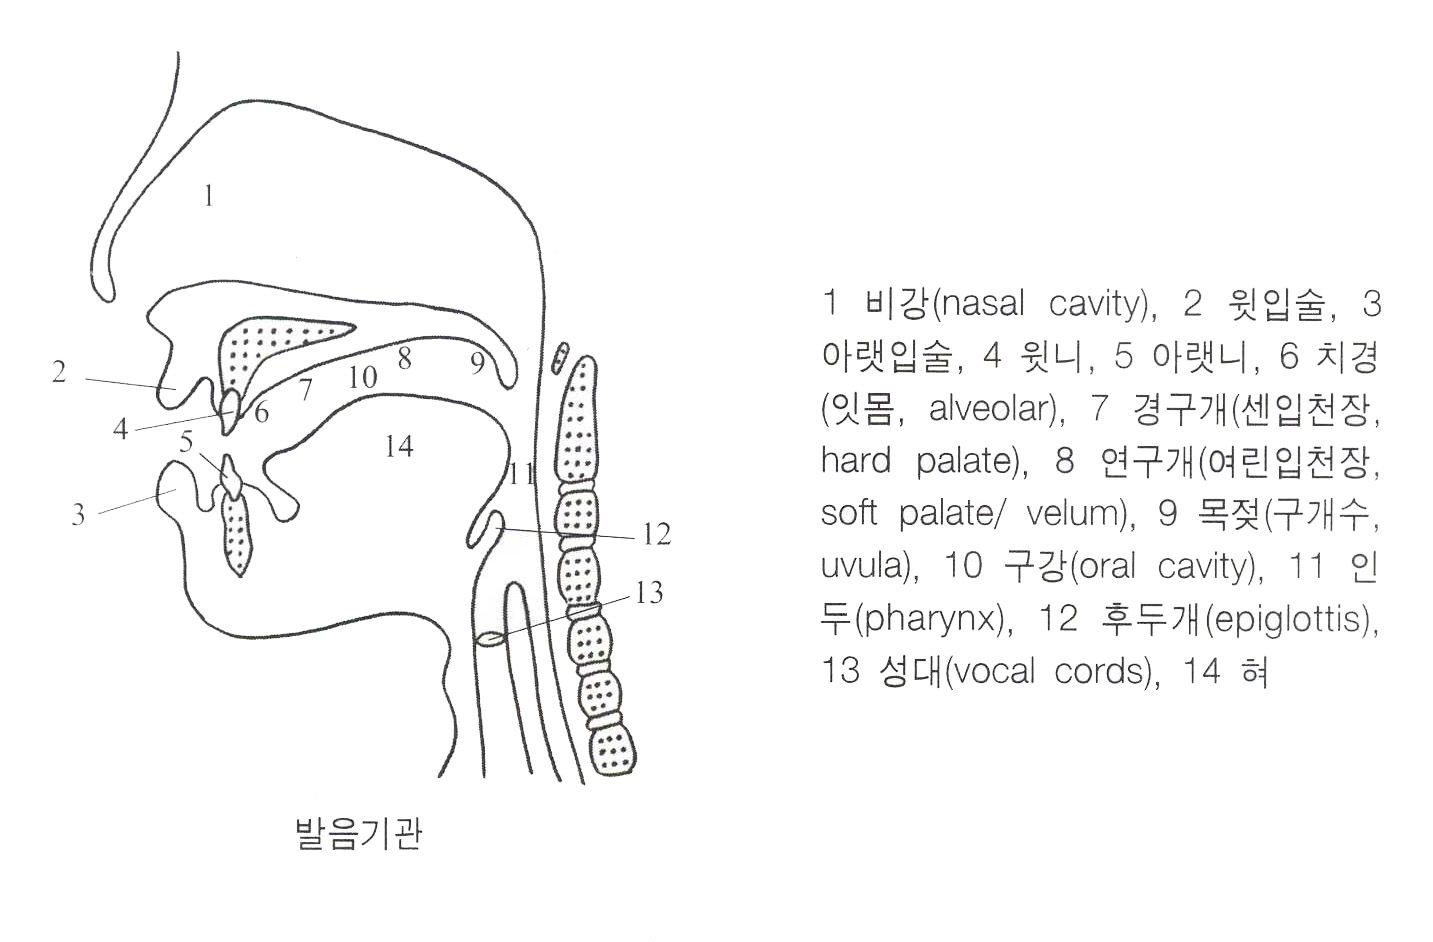 1
2
8
9
10
7
6
4
5
14
11
3
12
13
발음기관
1 비강(nasal cavity), 2 윗입술, 3
아랫입술, 4 윗니, 5 아랫니, 6 치경
(잇몸, alveolar), 7 경구개(센입천장,
hard palate), 8 연구개(여린입천장,
soft palate/ velum), 9 목젖(구개수,
uvula), 10 구강(oral cavity), 11 인
두(pharynx), 12 후두개(epiglottis),
13 성대(vocal cords), 14 혀